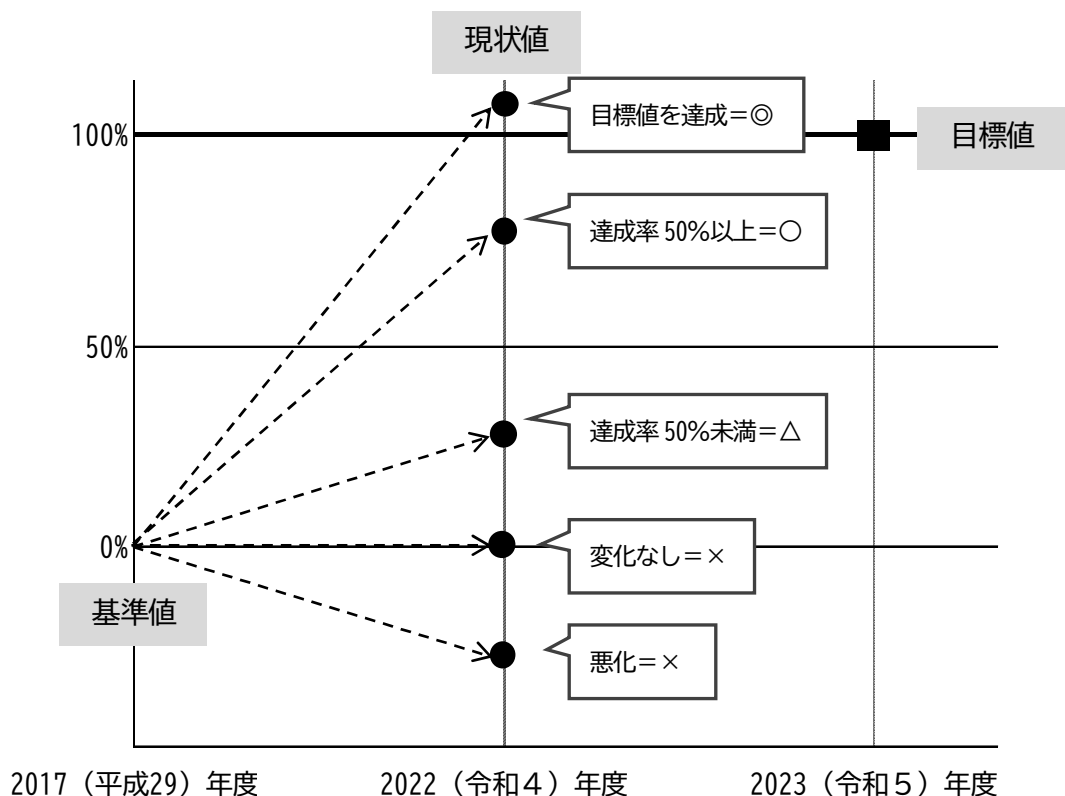 現状値
目標値を達成＝◎
100%
目標値
達成率 50%以上＝○
50%
達成率 50%未満＝△
0%
変化なし＝×
基準値
悪化＝×
2017（平成29）年度
2022（令和４）年度
2023（令和５）年度